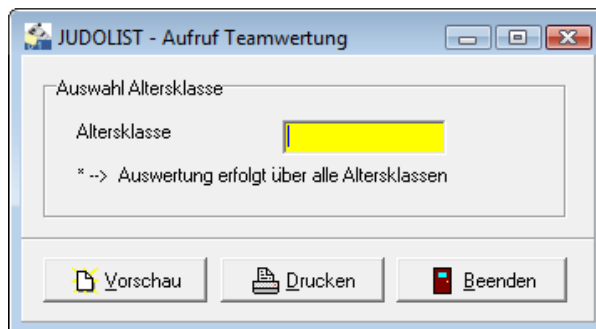 JUDOLIST - Aufruf Teamwertung
Auswahl Altersklasse
Altersklasse
* --> Auswertung erfolgt über alle Altersklassen
Vorschau Drucken Beenden